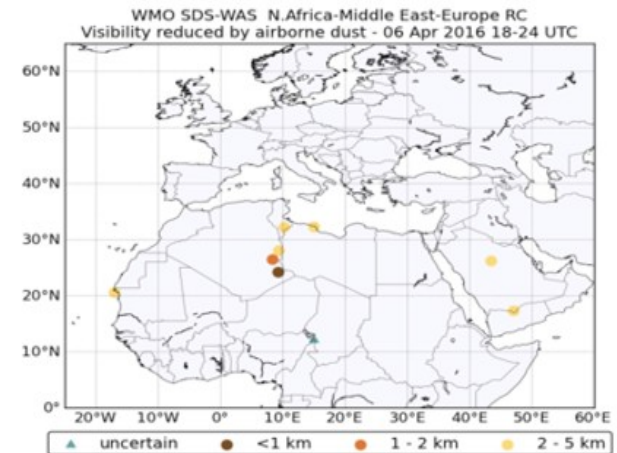 WMO SDS-WAS N.Africa-Middle East-Europe RC
Visibility reduced by airborne dust - 06 Apr 2016 18-24 UTC
60°N
50°N
40°N
30°N
20°N
10°N
0°
20°W 10°W 0° 10°E 20°E 30°E 40°E 50°E 60°E
uncertain <1 km 1 - 2 km 2 - 5 km